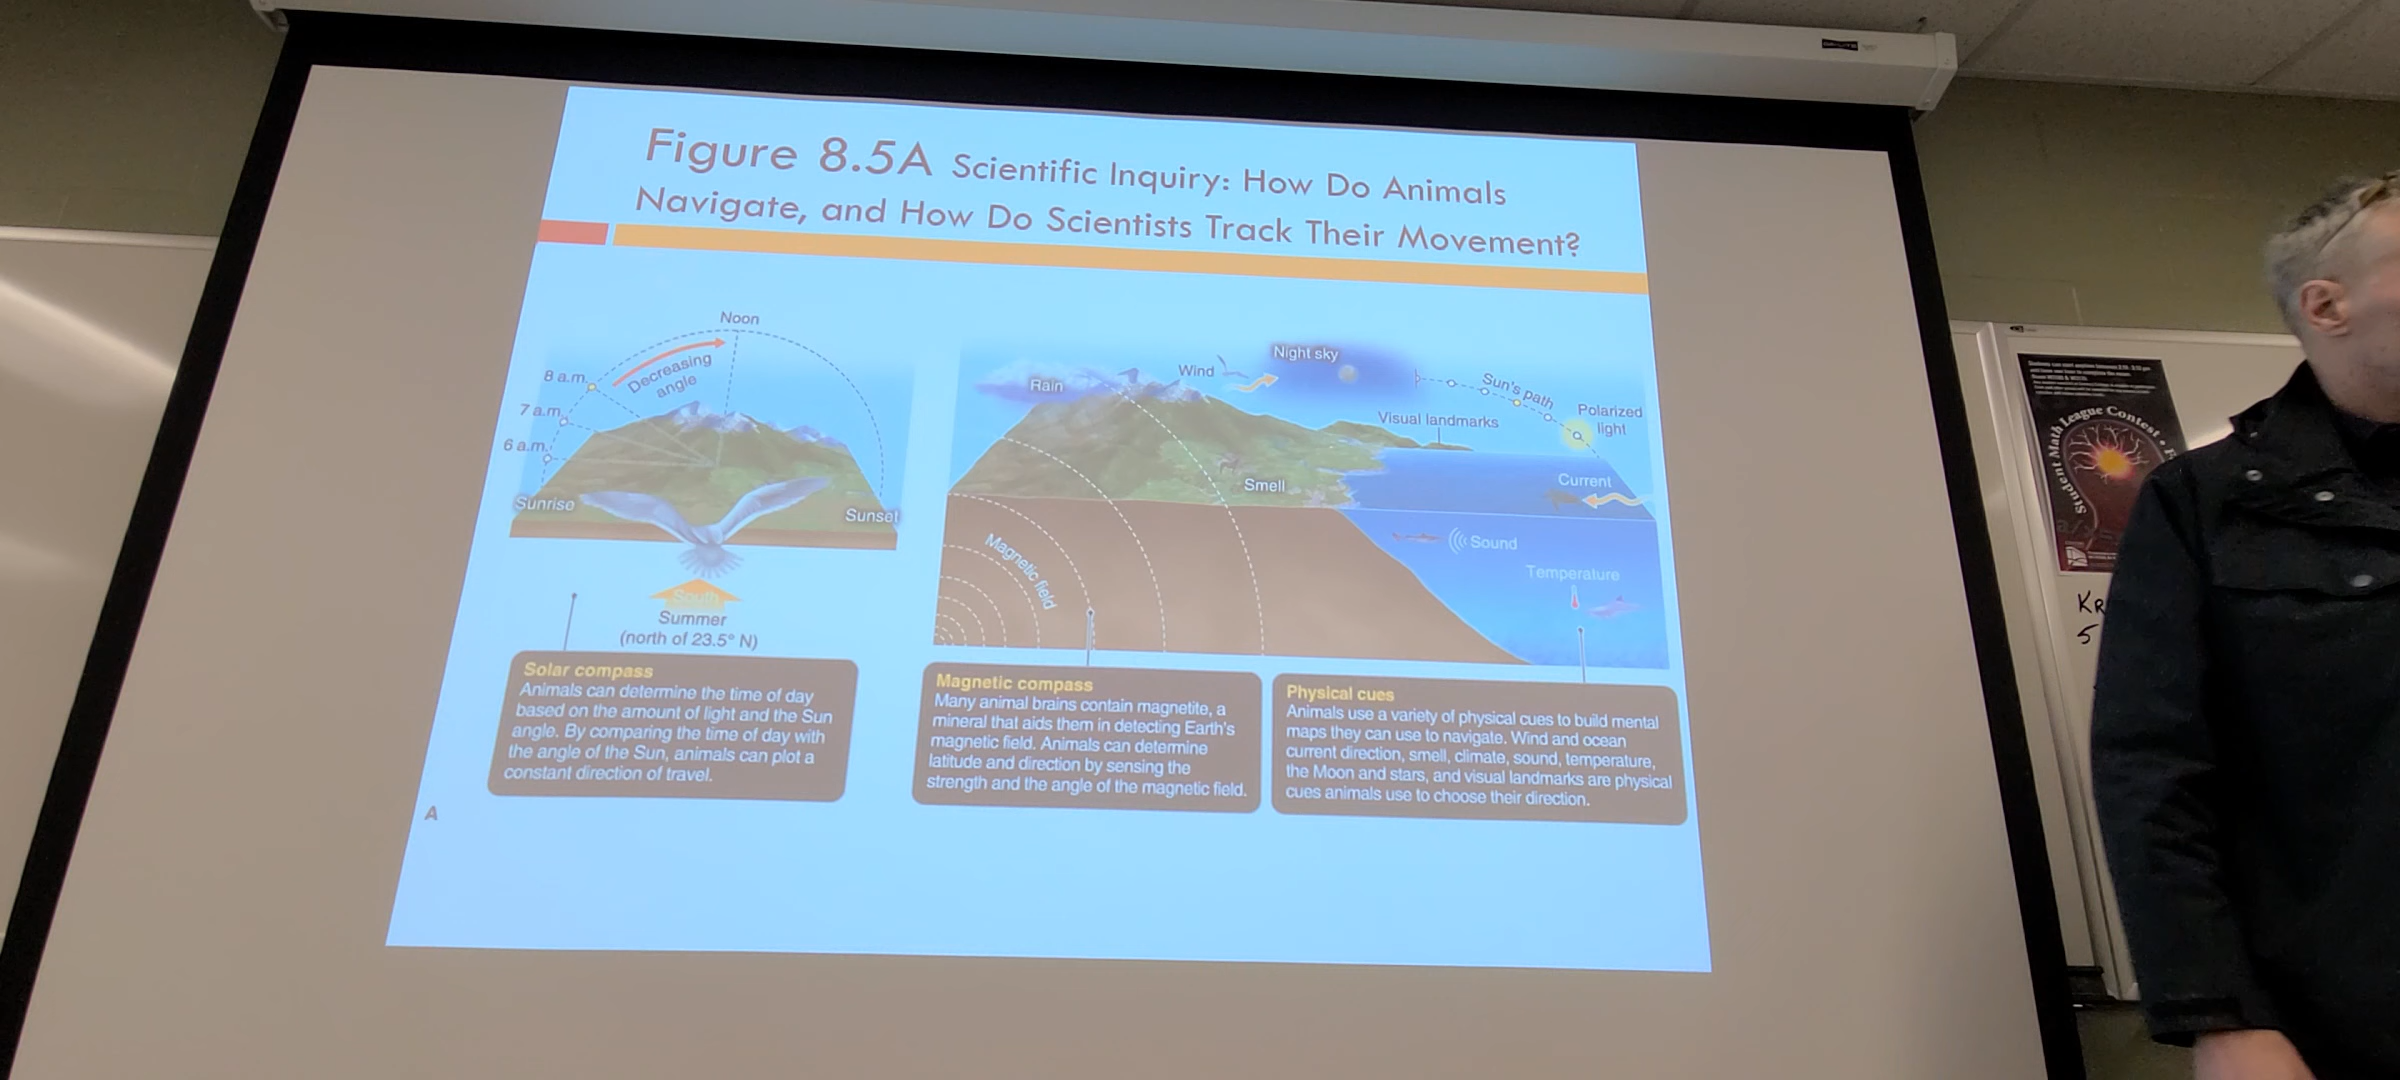 Figure 8.5A Scientific Inquiry: How Do Animals
Navigate, and How Do Scientists Track Their Movement?
Noon
Decreasing
angle
8 a.m.
7 a.m.
6 a.m.
Sunrise
Sunset
South
Summer
(north of 23.5° N)
Solar compass
Animals can determine the time of day
based on the amount of light and the Sun
angle. By comparing the time of day with
the angle of the Sun, animals can plot a
constant direction of travel.
A
Rain
Wind
Night sky
Sun's path
Polarized
light
Visual landmarks
Smell
Current
Sound
Temperature
Magnetic field
Magnetic compass
Many animal brains contain magnetite, a
mineral that aids them in detecting Earth's
magnetic field. Animals can determine
latitude and direction by sensing the
strength and the angle of the magnetic field.
Physical cues
Animals use a variety of physical cues to build mental
maps they can use to navigate. Wind and ocean
current direction, smell, climate, sound, temperature,
the Moon and stars, and visual landmarks are physical
cues animals use to choose their direction.
Student Math League Contest
KR
5